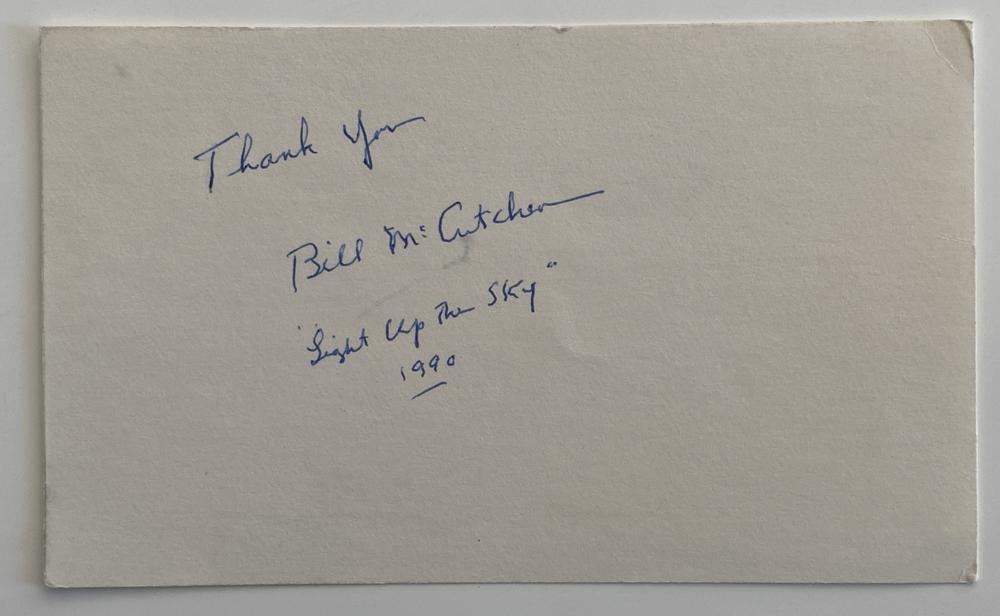 Thank You
Bill McCutcheon
"Light Up The Sky"
1990